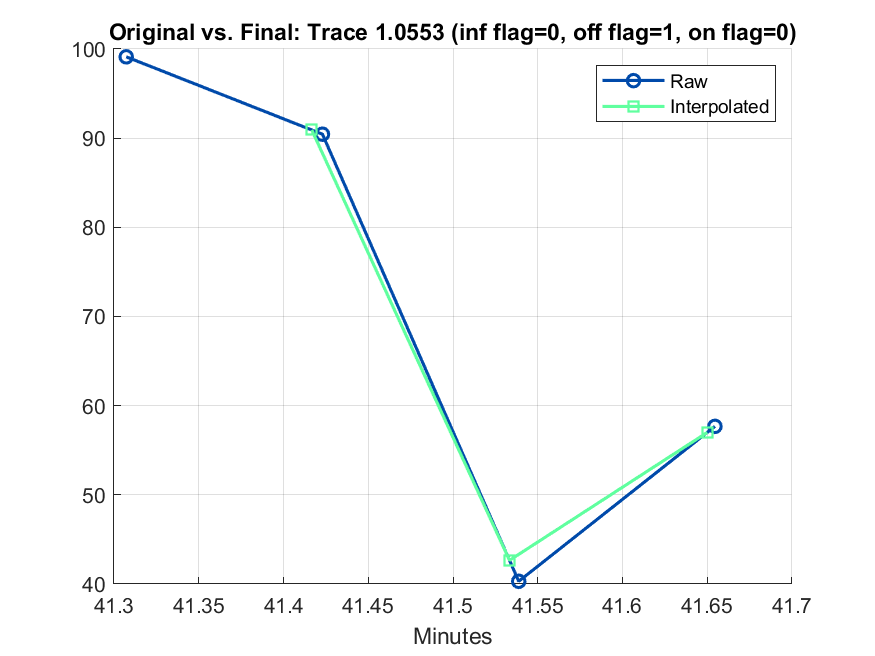 Original vs. Final: Trace 1.0553 (inf flag=0, off flag=1, on flag=0)
100
90
80
70
60
50
40
Raw
Interpolated
41.3 41.35 41.4 41.45 41.5 41.55 41.6 41.65 41.7
Minutes